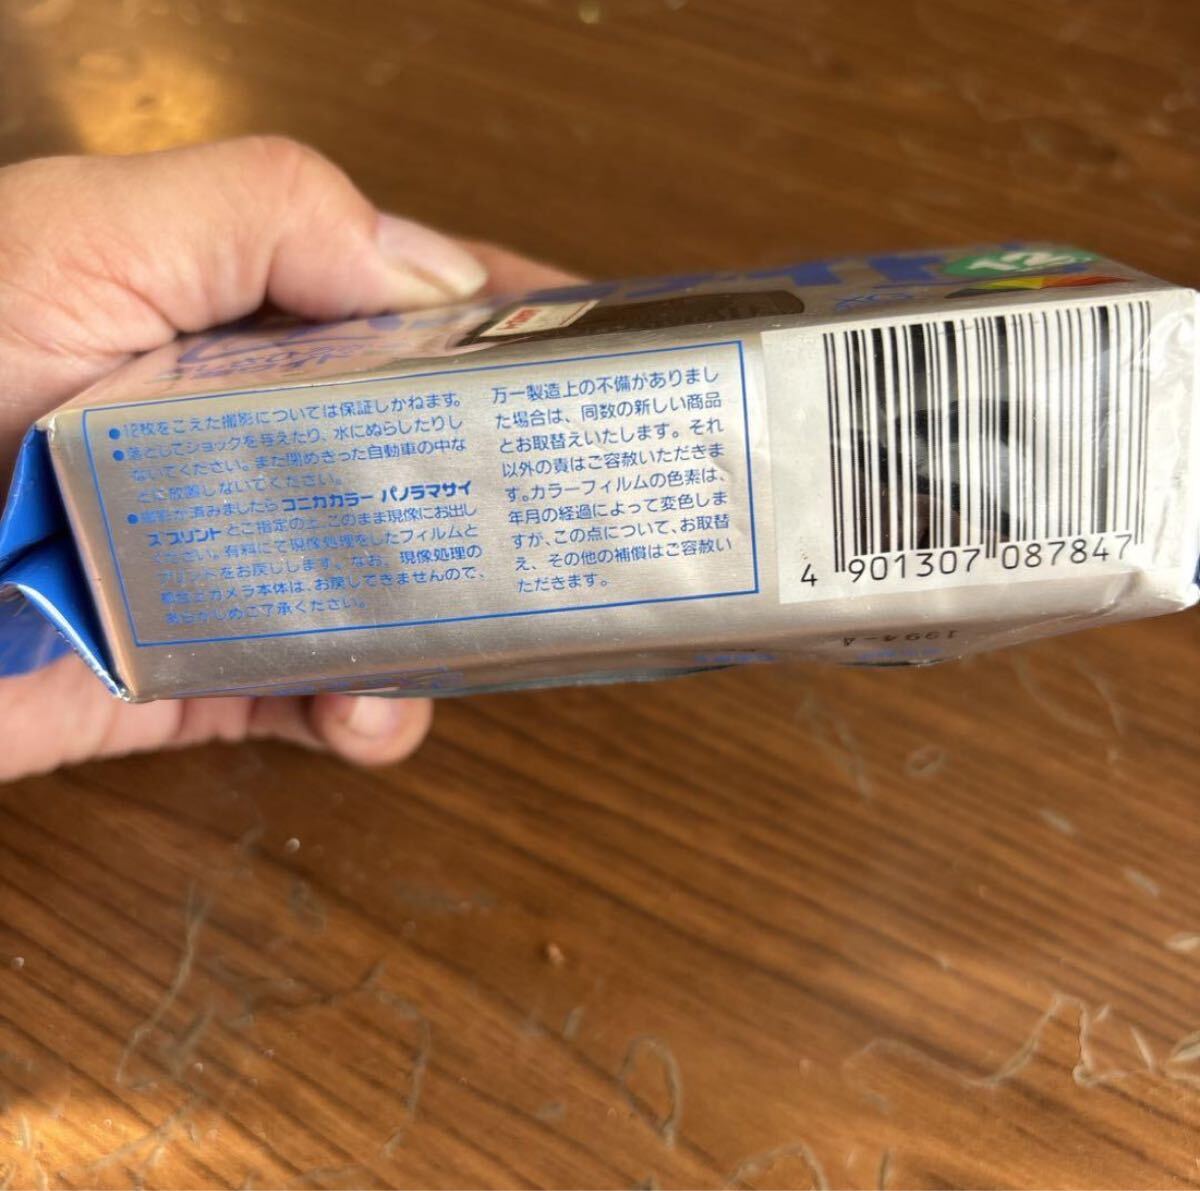 12
●12枚をこえた撮影については保証しかねます。
●落としてショックを与えたり、水にぬらしたりし
ないでください。また閉めきった自動車の中な
どに放置しないでください。
●撮影が済みましたら コニカカラー パノラマサイ
ズプリント とご指定の上、このまま現像にお出し
ください。有料にて現像処理をしたフィルムと
プリントをお戻しします。なお、現像処理の
都合上カメラ本体は、お戻しできませんので、
あらかじめご了承ください。
万一製造上の不備がありまし
た場合は、同数の新しい商品
とお取替えいたします。それ
以外の責はご容赦いただきま
す。カラーフィルムの色素は、
年月の経過によって変色しま
すが、この点について、お取替
え、その他の補償はご容赦い
ただきます。
4 901307 087847
1994-4